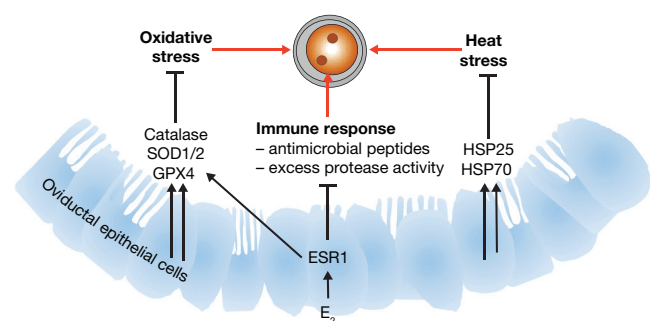 Oxidative
stress
Heat
stress
Catalase
SOD1/2
GPX4
Immune response
– antimicrobial peptides
– excess protease activity
HSP25
HSP70
Oviductal epithelial cells
ESR1
E₂